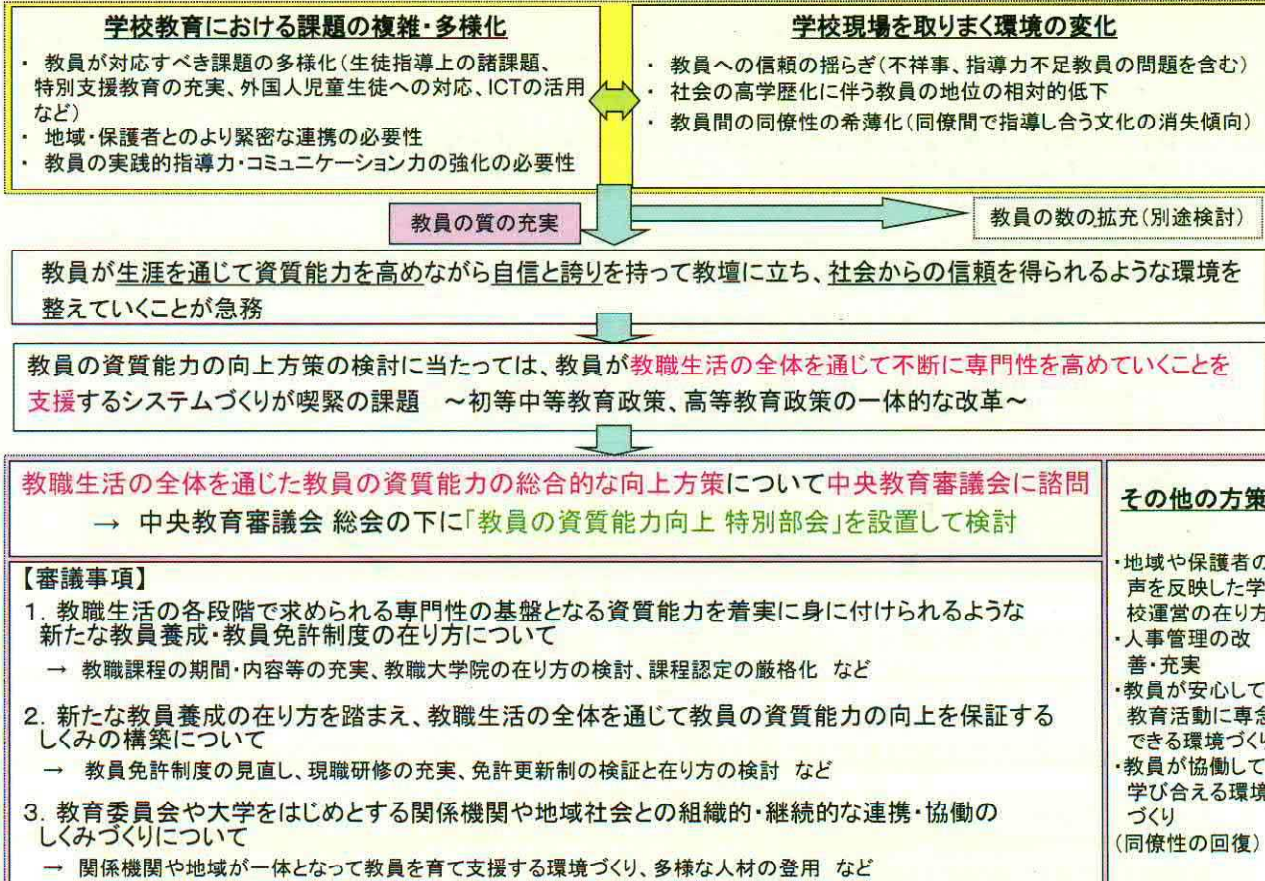 学校教育における課題の複雑・多様化
・ 教員が対応すべき課題の多様化(生徒指導上の諸課題、
特別支援教育の充実、外国人児童生徒への対応、ICTの活用
など)
・ 地域・保護者とのより緊密な連携の必要性
・ 教員の実践的指導力・コミュニケーション力の強化の必要性
学校現場を取りまく環境の変化
・ 教員への信頼の揺らぎ(不祥事、指導力不足教員の問題を含む)
・ 社会の高学歴化に伴う教員の地位の相対的低下
・ 教員間の同僚性の希薄化(同僚間で指導し合う文化の消失傾向)
教員の質の充実
教員の数の拡充(別途検討)
教員が生涯を通じて資質能力を高めながら自信と誇りを持って教壇に立ち、社会からの信頼を得られるような環境を
整えていくことが急務
教員の資質能力の向上方策の検討に当たっては、教員が教職生活の全体を通じて不断に専門性を高めていくことを
支援するシステムづくりが喫緊の課題 ～初等中等教育政策、高等教育政策の一体的な改革～
教職生活の全体を通じた教員の資質能力の総合的な向上方策について中央教育審議会に諮問
→ 中央教育審議会 総会の下に「教員の資質能力向上 特別部会」を設置して検討
【審議事項】
1. 教職生活の各段階で求められる専門性の基盤となる資質能力を着実に身に付けられるような
新たな教員養成・教員免許制度の在り方について
→ 教職課程の期間・内容等の充実、教職大学院の在り方の検討、課程認定の厳格化 など
2. 新たな教員養成の在り方を踏まえ、教職生活の全体を通じて教員の資質能力の向上を保証する
しくみの構築について
→ 教員免許制度の見直し、現職研修の充実、免許更新制の検証と在り方の検討 など
3. 教育委員会や大学をはじめとする関係機関や地域社会との組織的・継続的な連携・協働の
しくみづくりについて
→ 関係機関や地域が一体となって教員を育て支援する環境づくり、多様な人材の登用 など
その他の方策
・地域や保護者の
声を反映した学
校運営の在り方
・人事管理の改
善・充実
・教員が安心して
教育活動に専念
できる環境づくり
・教員が協働して
学び合える環境
づくり
(同僚性の回復)